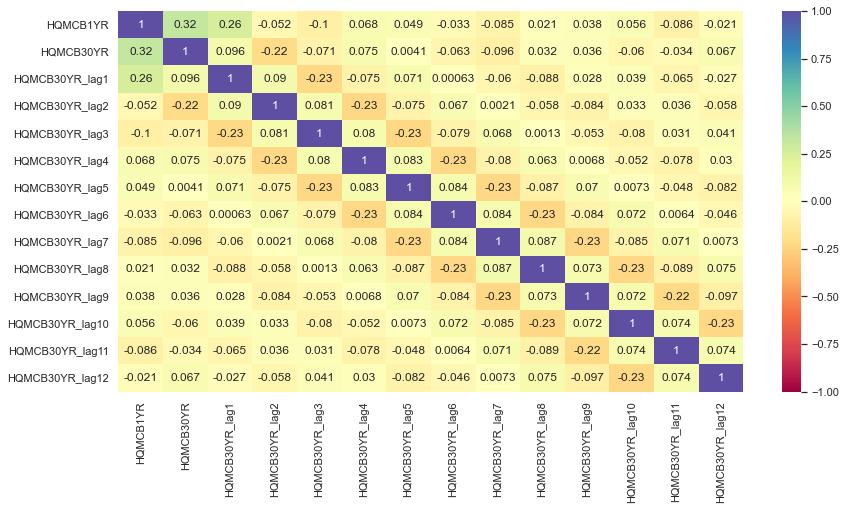 HQMCB1YR 1 0.32 0.26 -0.052 -0.1 0.068 0.049 -0.033 -0.085 0.021 0.038 0.056 -0.086 -0.021
HQMCB30YR 0.32 1 0.096 -0.22 -0.071 0.075 0.0041 -0.063 -0.096 0.032 0.036 -0.06 -0.034 0.067
HQMCB30YR_lag1 0.26 0.096 1 0.09 -0.23 -0.075 0.071 0.00063 -0.06 -0.088 0.028 0.039 -0.065 -0.027
HQMCB30YR_lag2 -0.052 -0.22 0.09 1 0.081 -0.23 -0.075 0.067 0.0021 -0.058 -0.084 0.033 0.036 -0.058
HQMCB30YR_lag3 -0.1 -0.071 -0.23 0.081 1 0.08 -0.23 -0.079 0.068 0.0013 -0.053 -0.08 0.031 0.041
HQMCB30YR_lag4 0.068 0.075 -0.075 -0.23 0.08 1 0.083 -0.23 -0.08 0.063 0.0068 -0.052 -0.078 0.03
HQMCB30YR_lag5 0.049 0.0041 0.071 -0.075 -0.23 0.083 1 0.084 -0.23 -0.087 0.07 0.0073 -0.048 -0.082
HQMCB30YR_lag6 -0.033 -0.063 0.00063 0.067 -0.079 -0.23 0.084 1 0.084 -0.23 -0.084 0.072 0.0064 -0.046
HQMCB30YR_lag7 -0.085 -0.096 -0.06 0.0021 0.068 -0.08 -0.23 0.084 1 0.087 -0.23 -0.085 0.071 0.0073
HQMCB30YR_lag8 0.021 0.032 -0.088 -0.058 0.0013 0.063 -0.087 -0.23 0.087 1 0.073 -0.23 -0.089 0.075
HQMCB30YR_lag9 0.038 0.036 0.028 -0.084 -0.053 0.0068 0.07 -0.084 -0.23 0.073 1 0.072 -0.22 -0.097
HQMCB30YR_lag10 0.056 -0.06 0.039 0.033 -0.08 -0.052 0.0073 0.072 -0.085 -0.23 0.072 1 0.074 -0.23
HQMCB30YR_lag11 -0.086 -0.034 -0.065 0.036 0.031 -0.078 -0.048 0.0064 0.071 -0.089 -0.22 0.074 1 0.074
HQMCB30YR_lag12 -0.021 0.067 -0.027 -0.058 0.041 0.03 -0.082 -0.046 0.0073 0.075 -0.097 -0.23 0.074 1
HQMCB1YR
HQMCB30YR
HQMCB30YR_lag1
HQMCB30YR_lag2
HQMCB30YR_lag3
HQMCB30YR_lag4
HQMCB30YR_lag5
HQMCB30YR_lag6
HQMCB30YR_lag7
HQMCB30YR_lag8
HQMCB30YR_lag9
HQMCB30YR_lag10
HQMCB30YR_lag11
HQMCB30YR_lag12
1.00
0.75
0.50
0.25
0.00
−0.25
−0.50
−0.75
−1.00